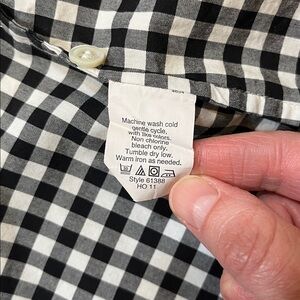 Machine wash cold
gentle cycle,
with like colors.
Non chlorine
bleach only.
Tumble dry low.
Warm iron as needed.
Style 61388
HO 11